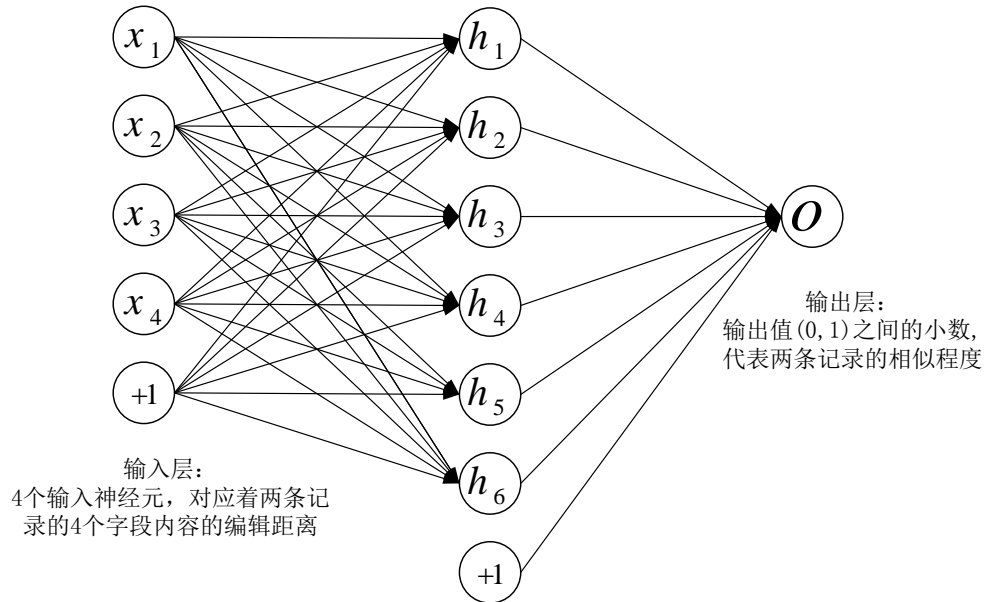 x1
x2
x3
x4
+1
输入层：
4个输入神经元，对应着两条记
录的4个字段内容的编辑距离
h1
h2
h3
h4
h5
h6
+1
O
输出层：
输出值(0,1)之间的小数，
代表两条记录的相似程度